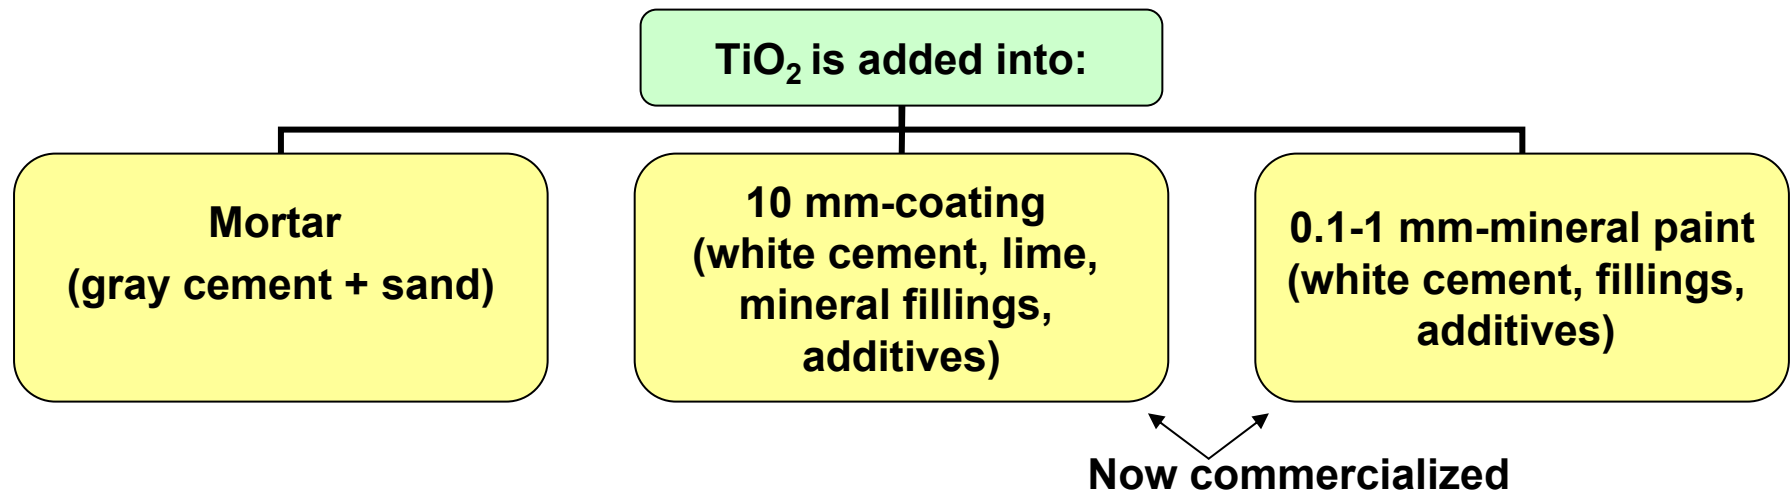 TiO₂ is added into:
Mortar
(gray cement + sand)
10 mm-coating
(white cement, lime,
mineral fillings,
additives)
0.1-1 mm-mineral paint
(white cement, fillings,
additives)
Now commercialized